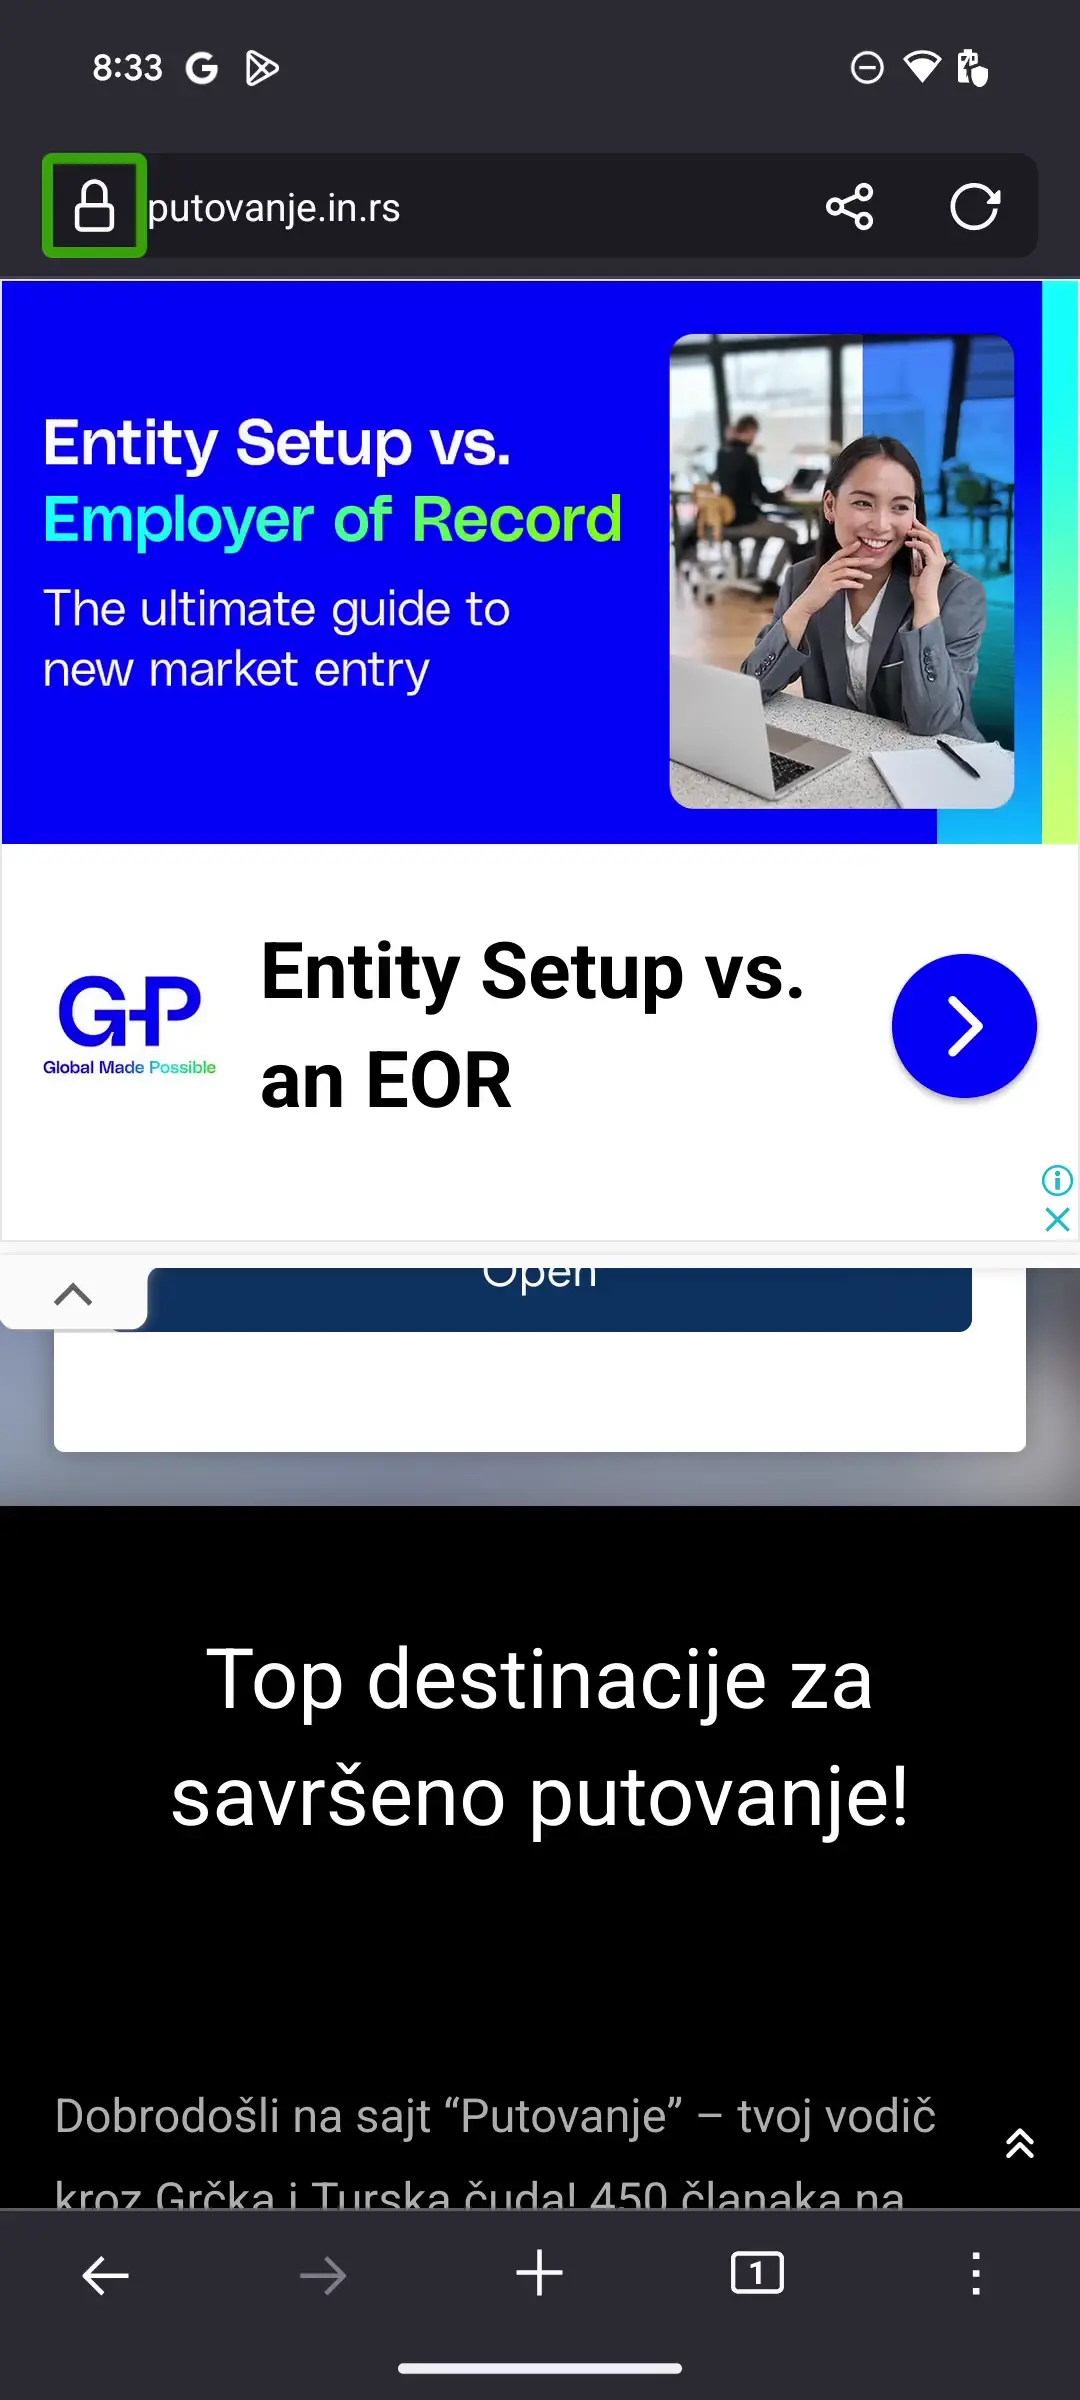 8:33
putovanje.in.rs
Entity Setup vs.
Employer of Record
The ultimate guide to
new market entry
G-P
Global Made Possible
Entity Setup vs.
an EOR
Open
Top destinacije za
savršeno putovanje!
Dobrodošli na sajt “Putovanje” – tvoj vodič
kroz Grčka i Turska čuda! 450 članaka na
1